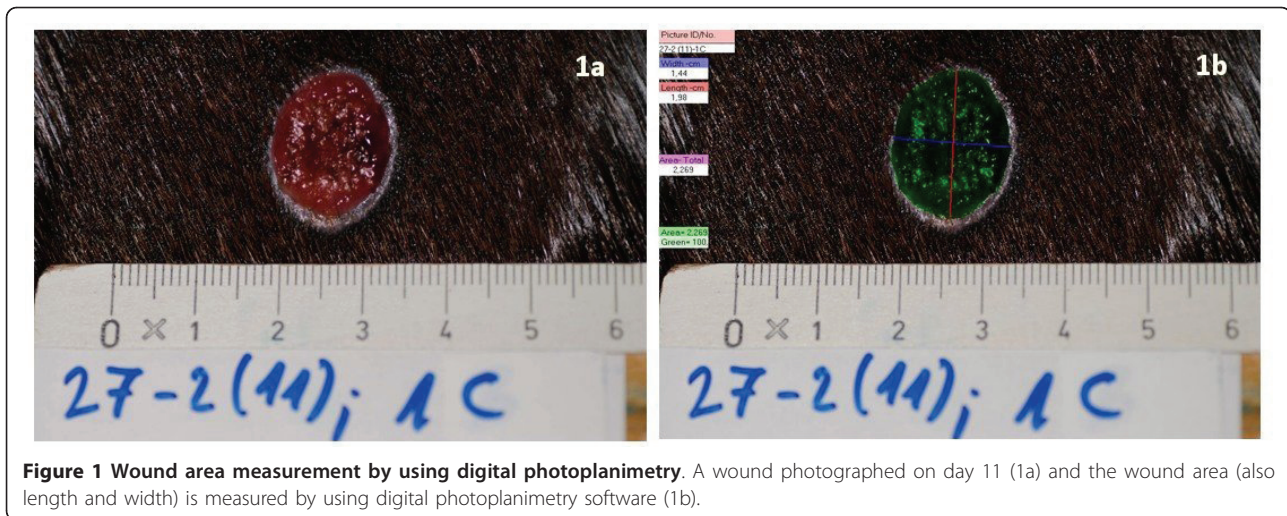 1a
0 1 2 3 4 5 6
27-2(11); 1C
Picture ID/No.
27-2 (11)-1C
Width -cm
1,44
Length -cm
1,98
Area- Total
2,269
Area= 2,269
Green= 100
1b
0 1 2 3 4 5 6
27-2(11); 1C
Figure 1 Wound area measurement by using digital photoplanimetry. A wound photographed on day 11 (1a) and the wound area (also
length and width) is measured by using digital photoplanimetry software (1b).